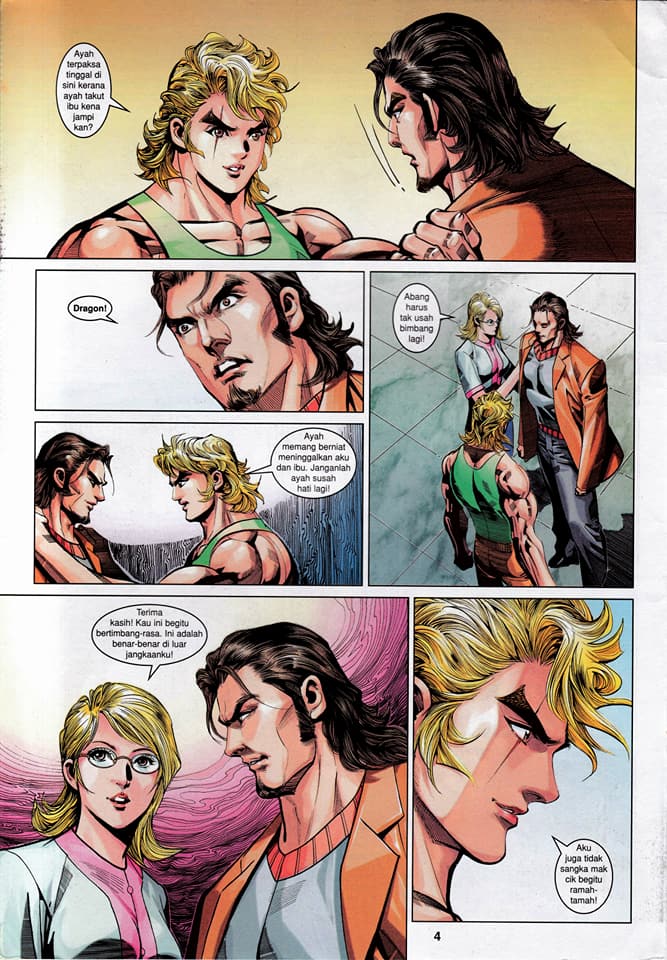 Ayah
terpaksa
tinggal di
sini kerana
ayah takut
ibu kena
jampi
kan?
Dragon!
Abang
harus
tak usah
bimbang
lagi!
Ayah
memang berniat
meninggalkan aku
dan ibu. Janganlah
ayah susah
hati lagi!
Terima
kasih! Kau ini begitu
bertimbang-rasa. Ini adalah
benar-benar di luar
jangkaanku!
Aku
juga tidak
sangka mak
cik begitu
ramah-
tamah!
4